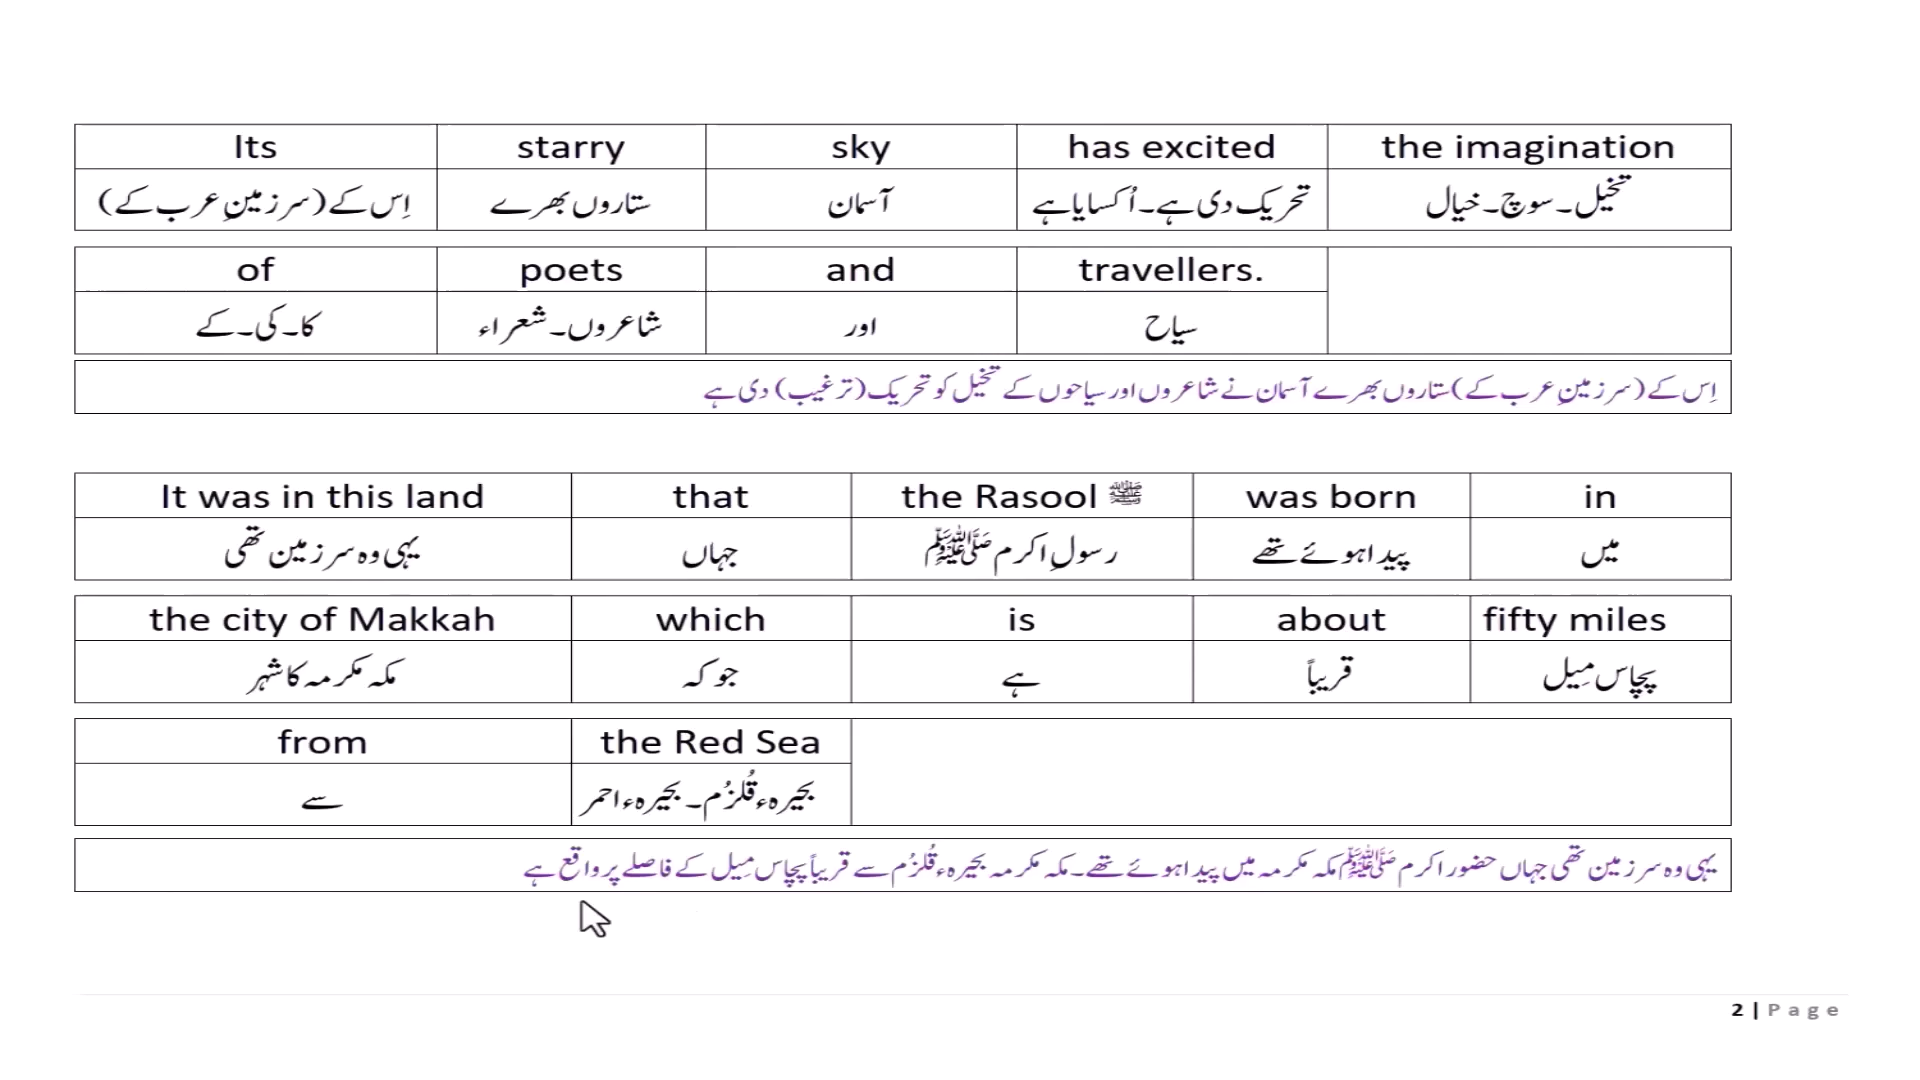 Its starry sky has excited the imagination
اِس کے (سرزمینِ عرب کے) ستاروں بھرے آسمان تحریک دی ہے۔اُکسایا ہے تخیل۔سوچ۔خیال
of poets and travellers.
کا۔کی۔کے شاعروں۔شعراء اور سیاح
اِس کے (سرزمینِ عرب کے) ستاروں بھرے آسمان نے شاعروں اور سیاحوں کے تخیل کو تحریک (ترغیب) دی ہے
It was in this land that the Rasool ﷺ was born in
یہی وہ سرزمین تھی جہاں رسولِ اکرم ﷺ پیدا ہوئے تھے میں
the city of Makkah which is about fifty miles
مکہ مکرمہ کا شہر جو کہ ہے قریباً پچاس مِیل
from the Red Sea
سے بحیرہء قُلزُم۔بحیرہء احمر
یہی وہ سرزمین تھی جہاں حضور اکرم ﷺ مکہ مکرمہ میں پیدا ہوئے تھے۔مکہ مکرمہ بحیرہء قُلزُم سے قریباً پچاس مِیل کے فاصلے پر واقع ہے
2 | Page